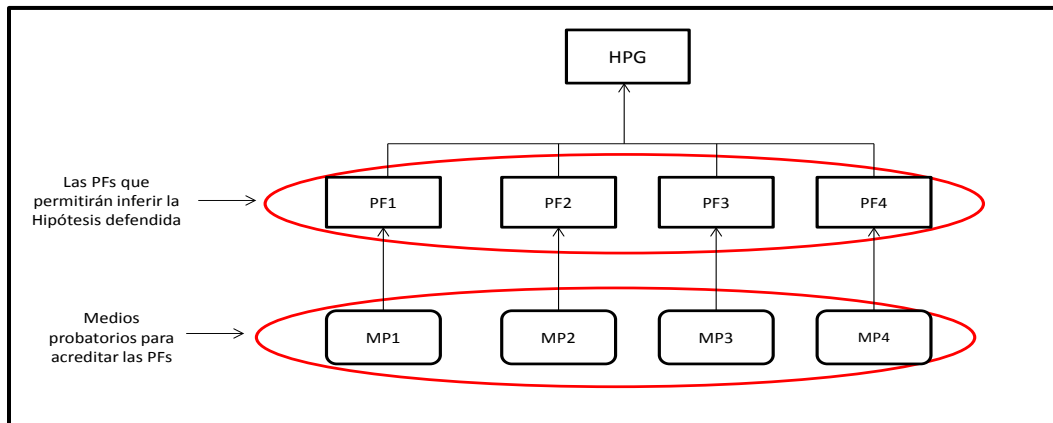 HPG
Las PFs que
permitirán inferir la
Hipótesis defendida
PF1
PF2
PF3
PF4
Medios
probatorios para
acreditar las PFs
MP1
MP2
MP3
MP4